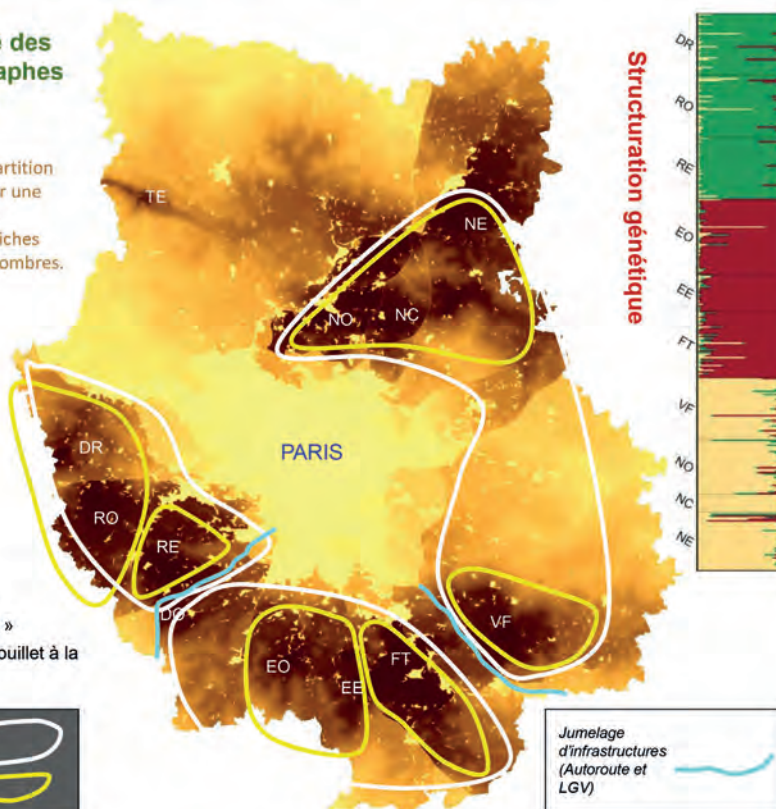 des
aphes
artition
r une
iches
ombres.
TE
NE
NO
NC
PARIS
DR
RO
RE
DO
EO
EE
FT
VF
»
ouillet à la
Structuration génétique
DR
RO
RE
EO
EE
FT
VF
NO
NC
NE
Jumelage
d'infrastructures
(Autoroute et
LGV)